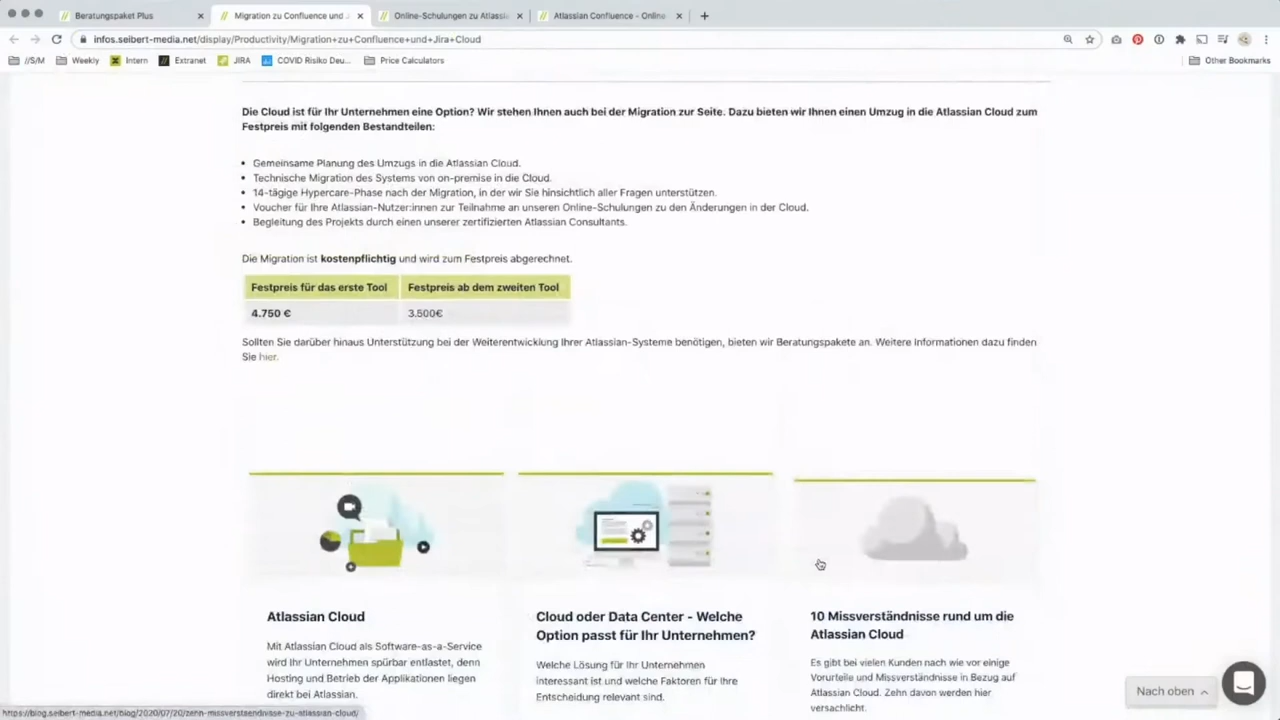 Beratungspaket Plus
Migration zu Confluence und J
Online-Schulungen zu Atlassia
Atlassian Confluence - Online
infos.seibert-media.net/display/Productivity/Migration+zu+Confluence+und+Jira+Cloud
//S/M
Weekly
Intern
Extranet
JIRA
COVID Risiko Deu...
Price Calculators
Other Bookmarks
Die Cloud ist für Ihr Unternehmen eine Option? Wir stehen Ihnen auch bei der Migration zur Seite. Dazu bieten wir Ihnen einen Umzug in die Atlassian Cloud zum
Festpreis mit folgenden Bestandteilen:
• Gemeinsame Planung des Umzugs in die Atlassian Cloud.
• Technische Migration des Systems von on-premise in die Cloud.
• 14-tägige Hypercare-Phase nach der Migration, in der wir Sie hinsichtlich aller Fragen unterstützen.
• Voucher für Ihre Atlassian-Nutzer:innen zur Teilnahme an unseren Online-Schulungen zu den Änderungen in der Cloud.
• Begleitung des Projekts durch einen unserer zertifizierten Atlassian Consultants.
Die Migration ist kostenpflichtig und wird zum Festpreis abgerechnet.
Festpreis für das erste Tool Festpreis ab dem zweiten Tool
4.750 € 3.500€
Sollten Sie darüber hinaus Unterstützung bei der Weiterentwicklung Ihrer Atlassian-Systeme benötigen, bieten wir Beratungspakete an. Weitere Informationen dazu finden
Sie hier.
Atlassian Cloud
Mit Atlassian Cloud als Software-as-a-Service
wird Ihr Unternehmen spürbar entlastet, denn
Hosting und Betrieb der Applikationen liegen
direkt bei Atlassian.
Cloud oder Data Center - Welche
Option passt für Ihr Unternehmen?
Welche Lösung für Ihr Unternehmen
interessant ist und welche Faktoren für Ihre
Entscheidung relevant sind.
10 Missverständnisse rund um die
Atlassian Cloud
Es gibt bei vielen Kunden nach wie vor einige
Vorurteile und Missverständnisse in Bezug auf
Atlassian Cloud. Zehn davon werden hier
versachlicht.
Nach oben
https://blog.seibert-media.net/blog/2020/07/20/zehn-missverstaendnisse-zu-atlassian-cloud/